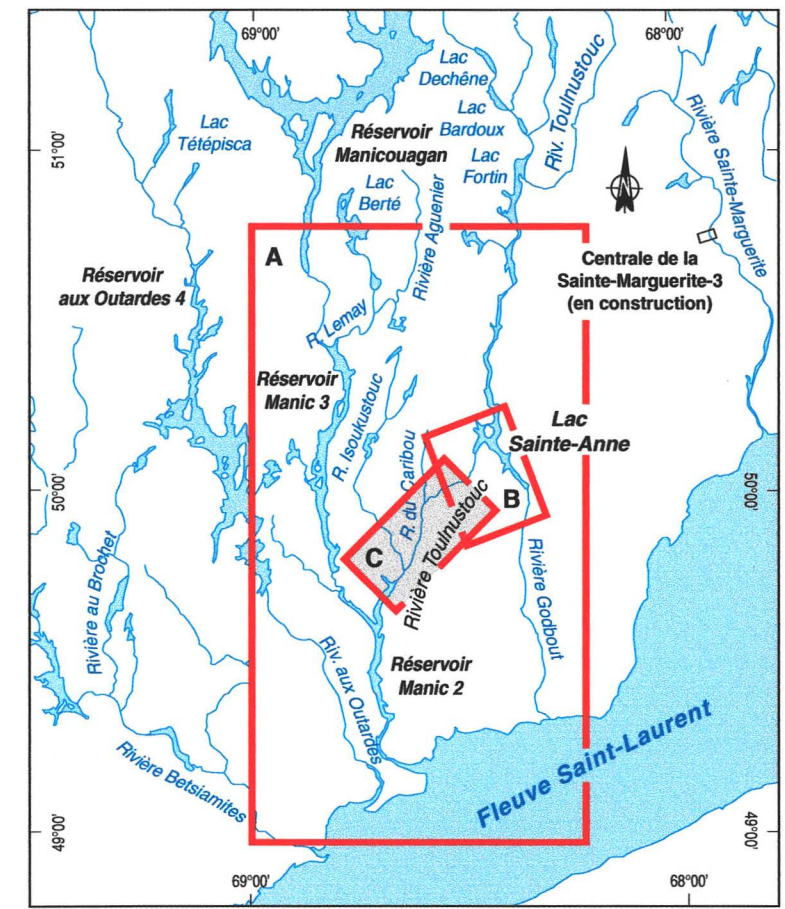 69°00'
68°00'
Lac
Dechêne
Riv. Toulnustouc
Lac
Bardoux
Rivière Sainte-Marguerite
Lac
Tétépisca
Réservoir
Manicouagan
51°00'
51°00'
Lac
Fortin
Lac
Berté
Rivière Aguenier
N
A
Centrale de la
Sainte-Marguerite-3
(en construction)
Réservoir
aux Outardes 4
R. Lemay
Réservoir
Manic 3
R. Isoukustouc
R. du Caribou
Lac
Sainte-Anne
50°00'
50°00'
B
C
Rivière Toulnustouc
Rivière au Brochet
Rivière Godbout
Riv. aux Outardes
Réservoir
Manic 2
Rivière Betsiamites
Fleuve Saint-Laurent
49°00'
49°00'
69°00'
68°00'